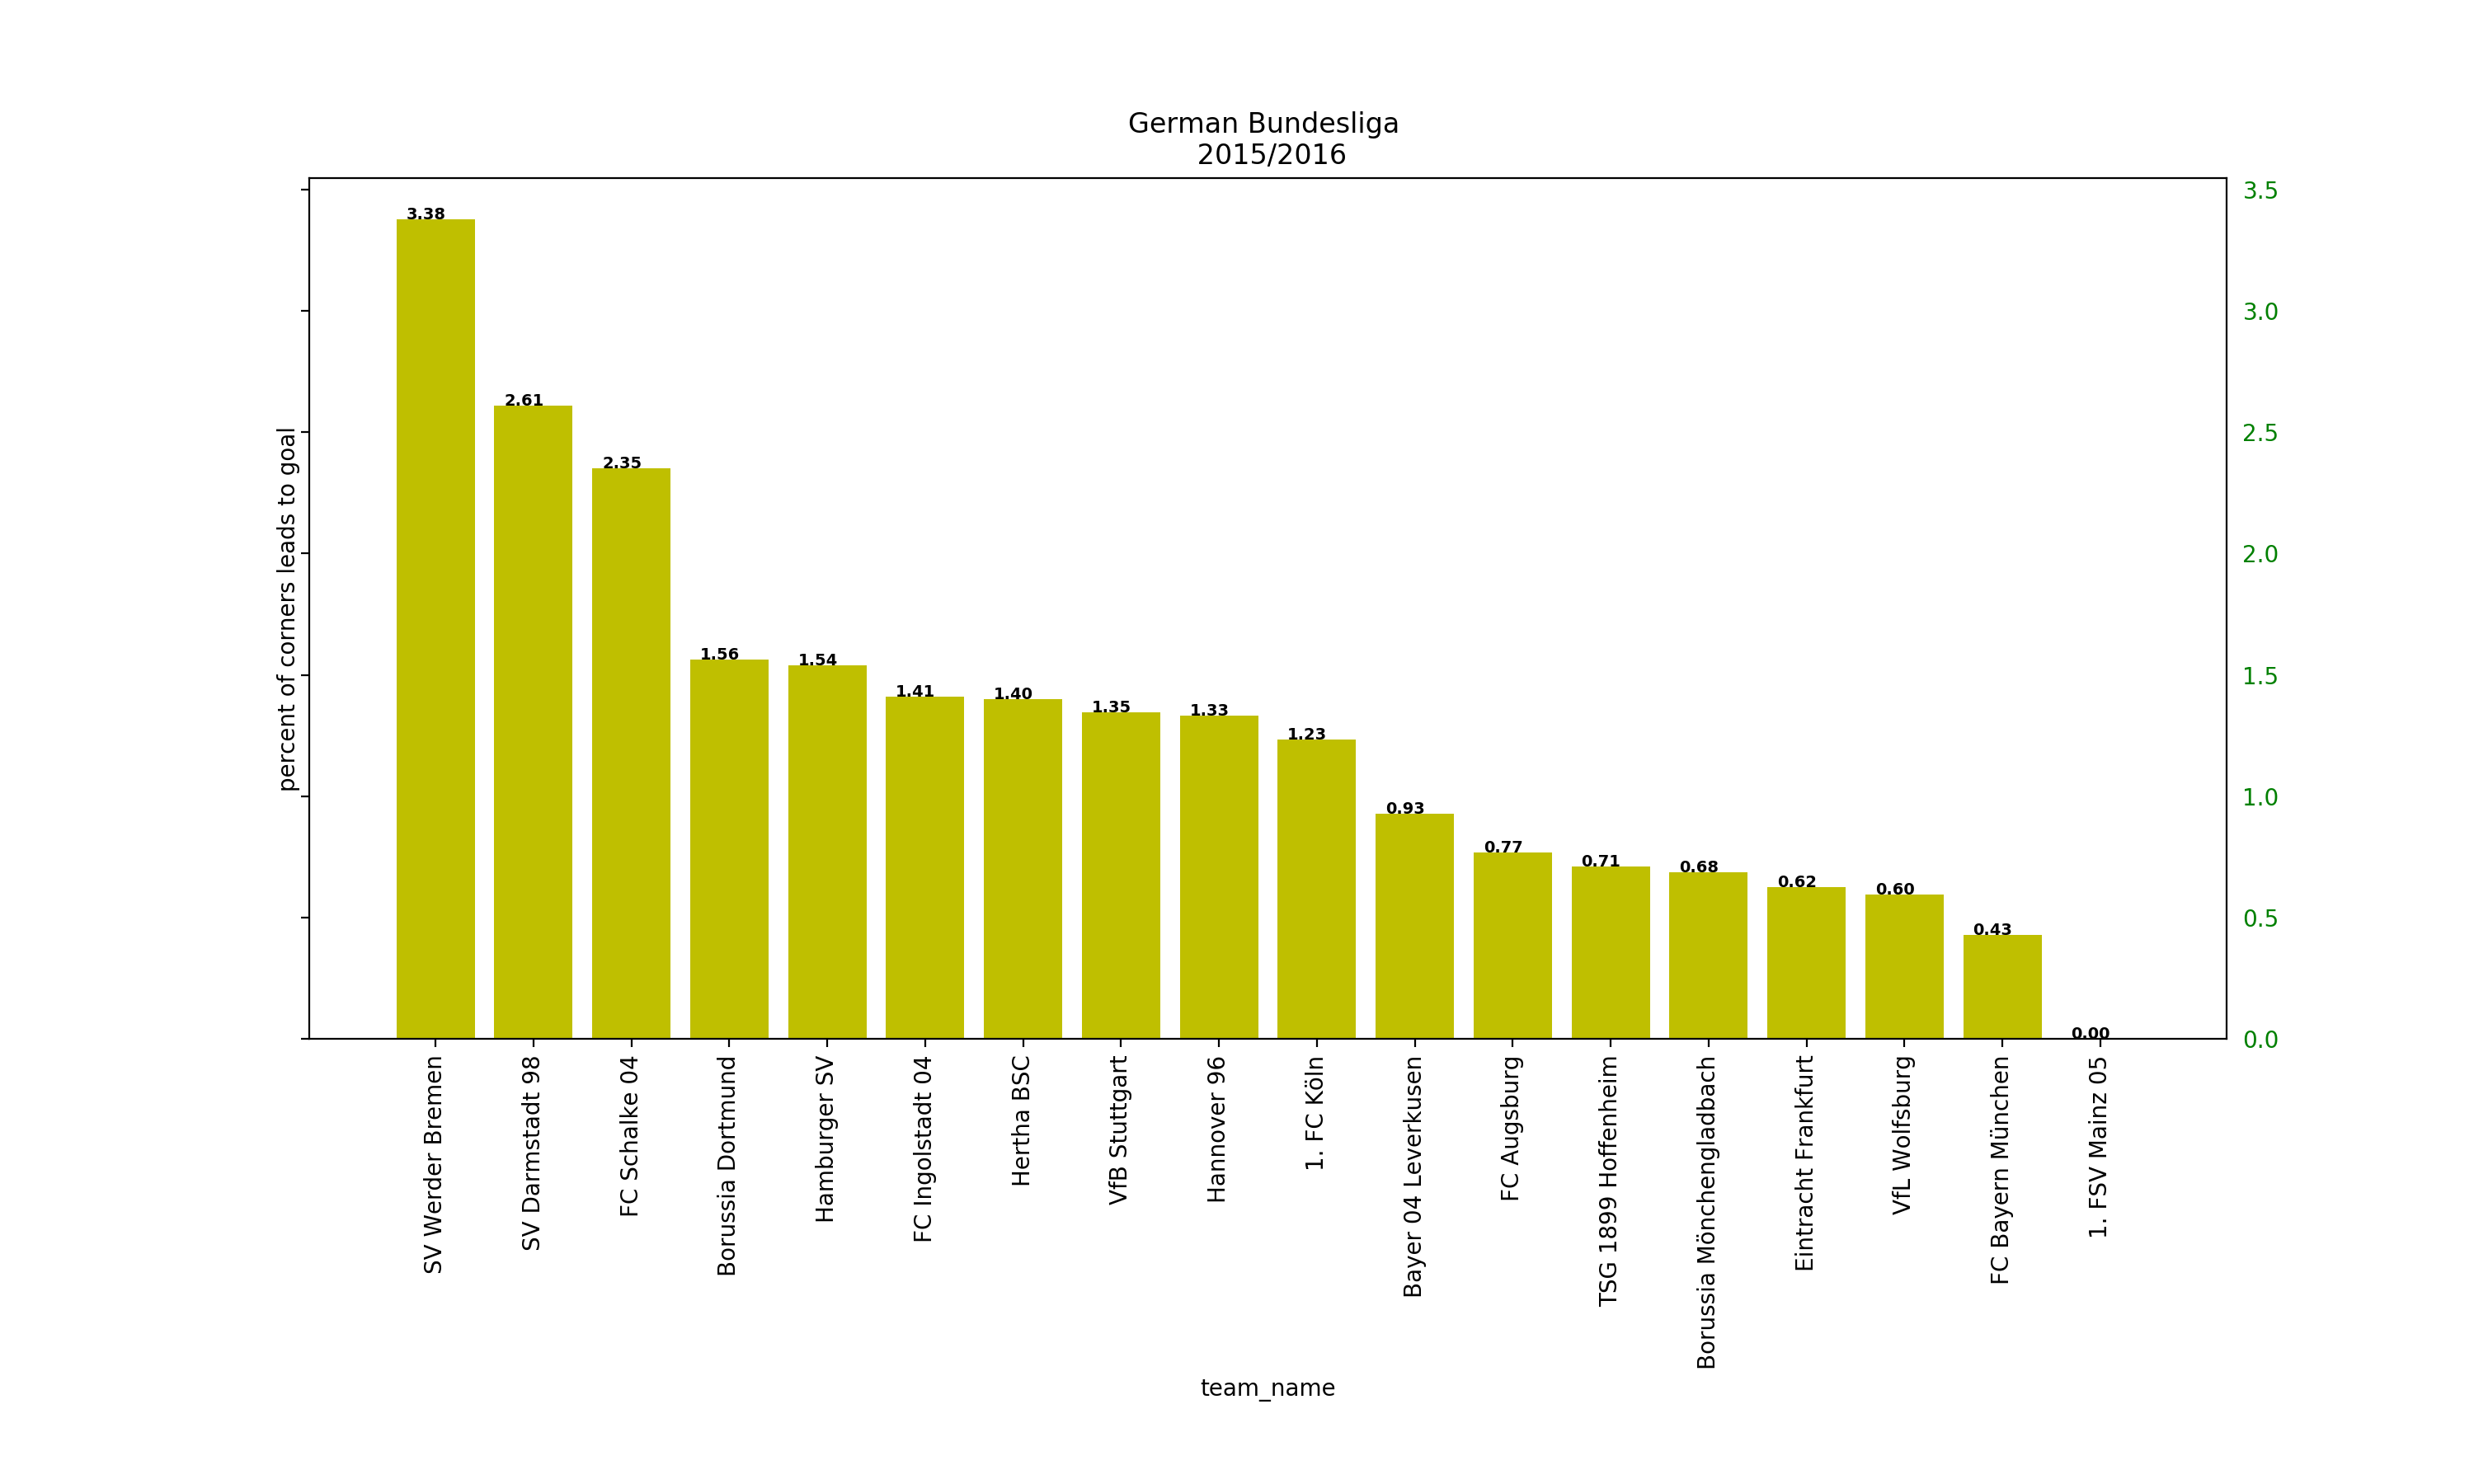 German Bundesliga
2015/2016
percent of corners leads to goal
3.5
3.0
2.5
2.0
1.5
1.0
0.5
0.0
3.38
2.61
2.35
1.56
1.54
1.41
1.40
1.35
1.33
1.23
0.93
0.77
0.71
0.68
0.62
0.60
0.43
0.00
SV Werder Bremen
SV Darmstadt 98
FC Schalke 04
Borussia Dortmund
Hamburger SV
FC Ingolstadt 04
Hertha BSC
VfB Stuttgart
Hannover 96
1. FC Köln
Bayer 04 Leverkusen
FC Augsburg
TSG 1899 Hoffenheim
Borussia Mönchengladbach
Eintracht Frankfurt
VfL Wolfsburg
FC Bayern München
1. FSV Mainz 05
team_name